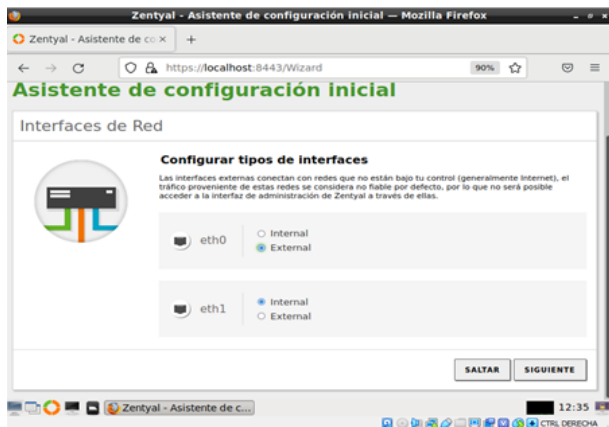 Zentyal - Asistente de configuración inicial — Mozilla Firefox
Zentyal - Asistente de co
https://localhost:8443/Wizard
90%
Asistente de configuración inicial
Interfaces de Red
Configurar tipos de interfaces
Las interfaces externas conectan con redes que no están bajo tu control (generalmente Internet), el
tráfico proveniente de estas redes se considera no fiable por defecto, por lo que no será posible
acceder a la interfaz de administración de Zentyal a través de ellas.
eth0
Internal
External
eth1
Internal
External
SALTAR
SIGUIENTE
Zentyal - Asistente de c...
12:35
CTRL DERECHA